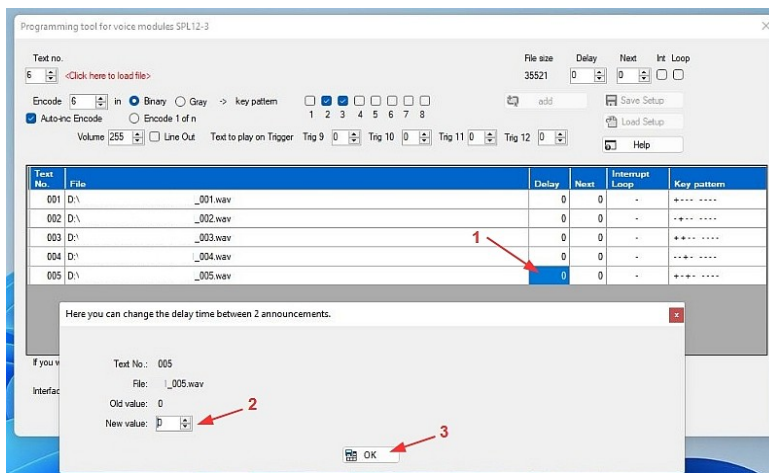 Programming tool for voice modules SPL12-3
Text no. File size Delay Next Int Loop
6 <Click here to load file> 35521 0 0
Encode 6 in Binary Gray -> key pattern add Save Setup
1 2 3 4 5 6 7 8
Auto-inc Encode Encode 1 of n Load Setup
Volume 255 Line Out Text to play on Trigger Trig 9 0 Trig 10 0 Trig 11 0 Trig 12 0
Help
Text No. File Delay Next Interrupt Loop Key pattern
001 D:\ _001.wav 0 0 - +--- ----
002 D:\ _002.wav 0 0 - -+-- ----
003 D:\ _003.wav 0 0 - ++-- ----
1
004 D:\ _004.wav 0 0 - --+- ----
005 D:\ _005.wav 0 0 - +-+- ----
Here you can change the delay time between 2 announcements.
If you
Text No.: 005
File: _005.wav
Interfac
Old value: 0
2
New value: 0
3
OK